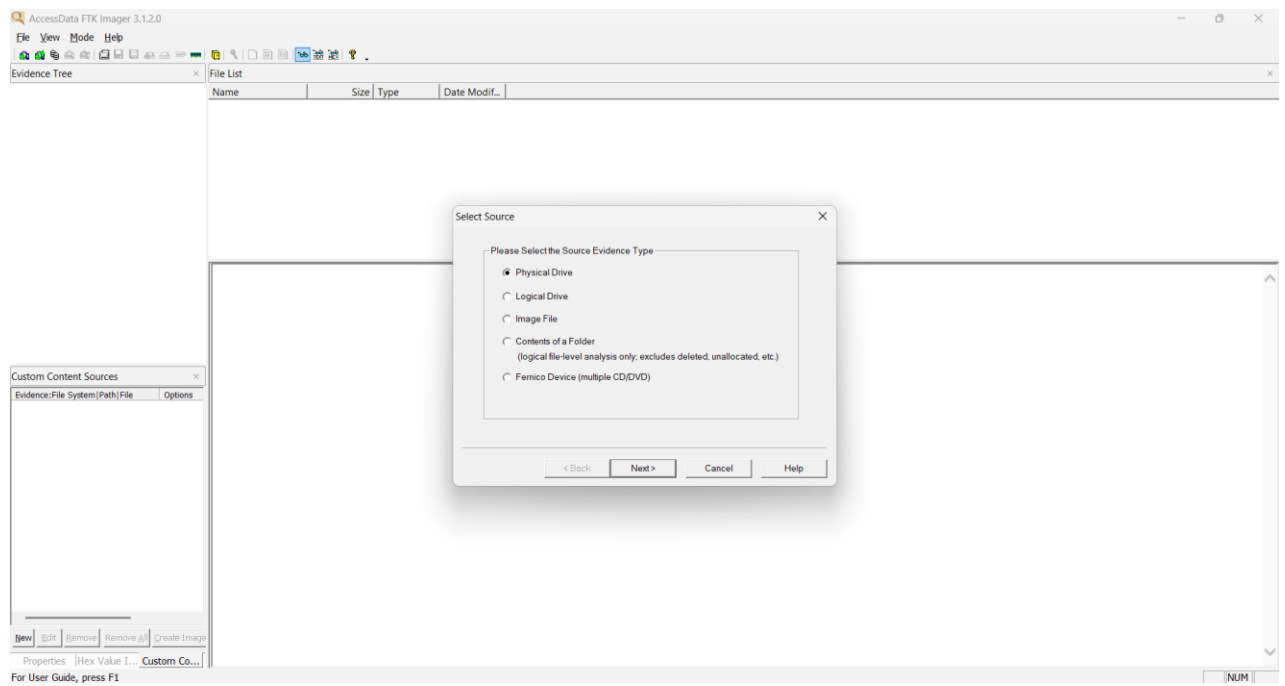 AccessData FTK Imager 3.1.2.0
File View Mode Help
Evidence Tree
File List
Name Size Type Date Modif...
Select Source
Please Select the Source Evidence Type
Physical Drive
Logical Drive
Image File
Contents of a Folder
(logical file-level analysis only; excludes deleted, unallocated, etc.)
Fernico Device (multiple CD/DVD)
< Back Next > Cancel Help
Custom Content Sources
Evidence:File System|Path|File Options
New Edit Remove Remove All Create Image
Properties Hex Value I... Custom Co...
For User Guide, press F1
NUM